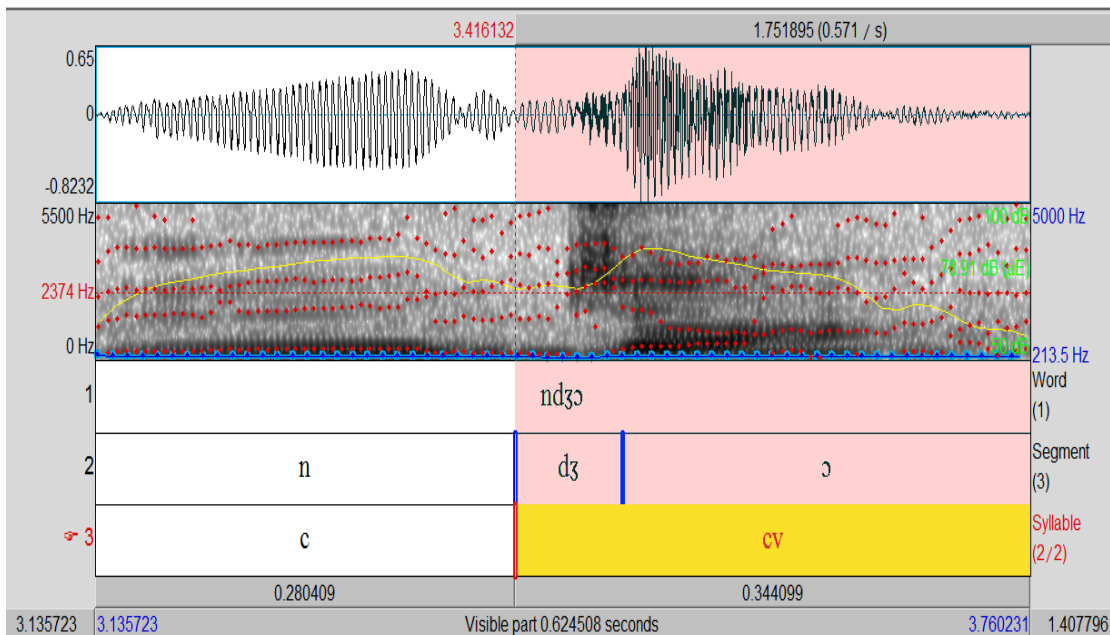 3.416132 1.751895 (0.571 / s)
0.65
0
-0.8232
5500 Hz 100 dB 5000 Hz
78.91 dB (µE)
2374 Hz
0 Hz 213.5 Hz
1 ndʒɔ Word
(1)
2 n dʒ ɔ Segment
(3)
3 c cv Syllable
(2/2)
0.280409 0.344099
3.135723 3.135723 Visible part 0.624508 seconds 3.760231 1.407796